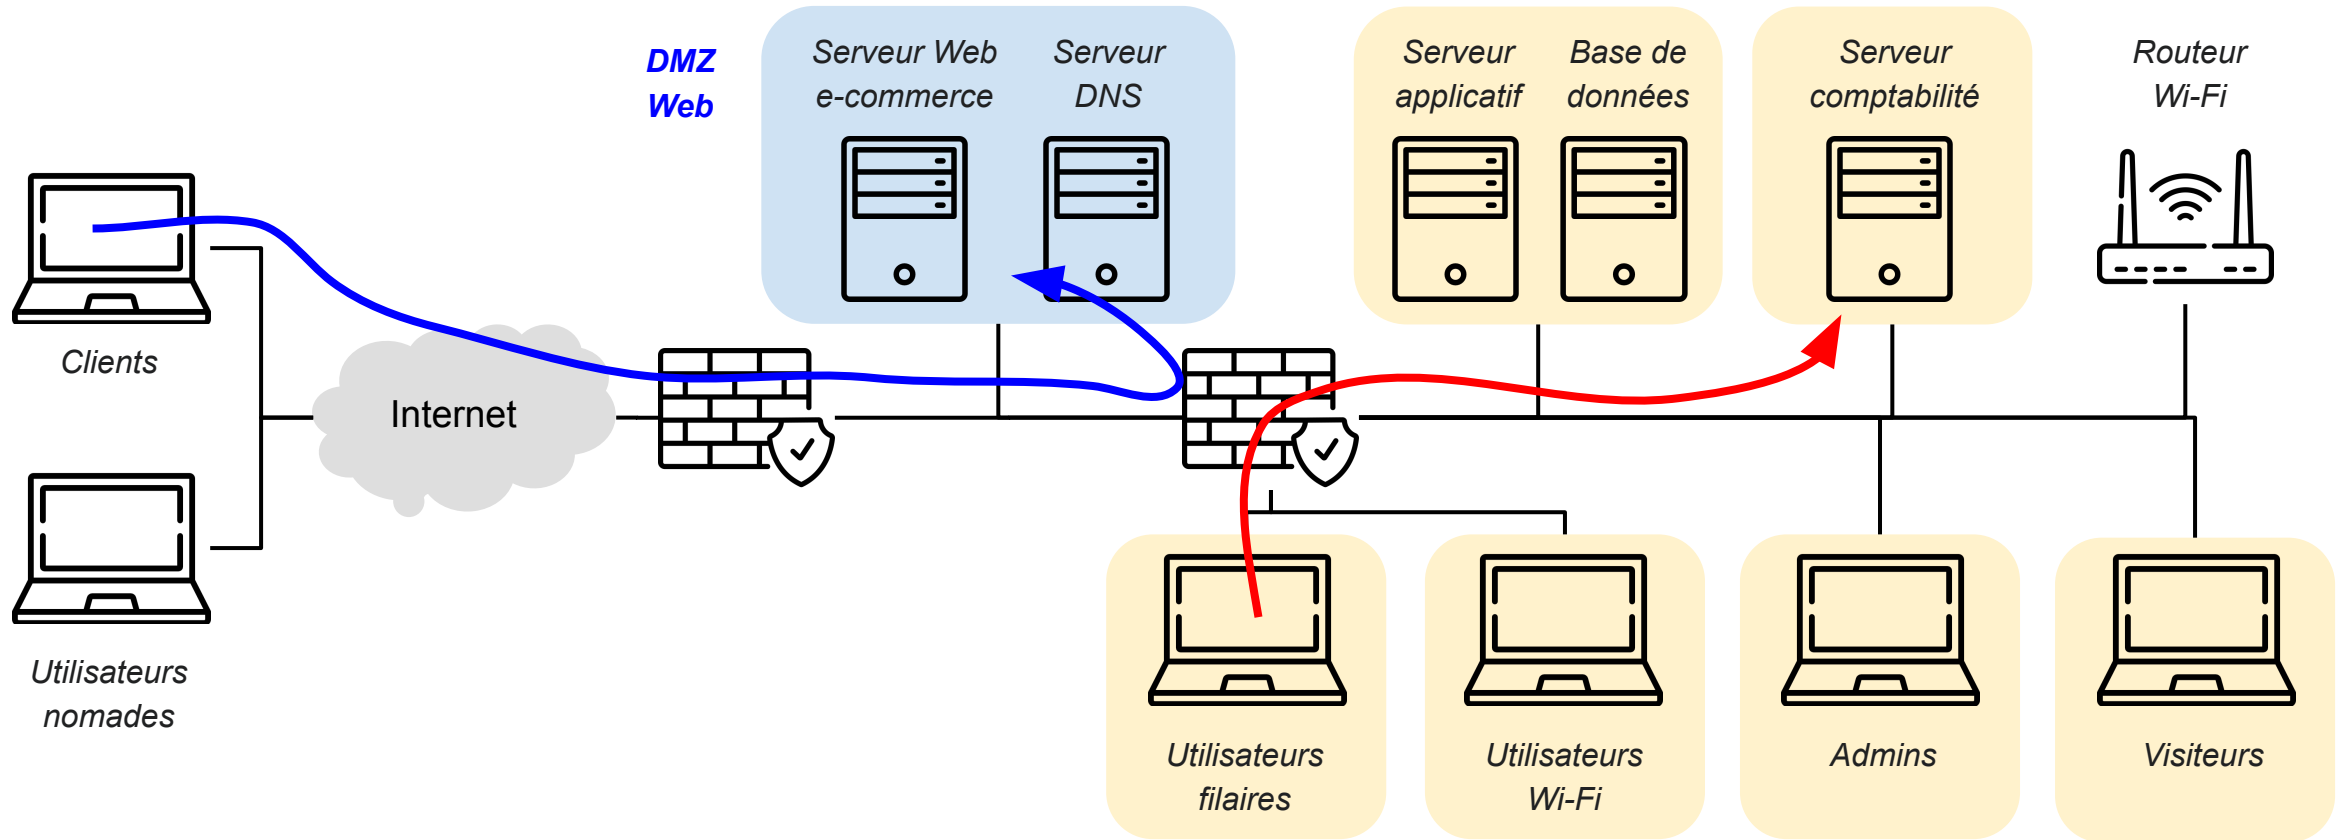 DMZ
Web
Serveur Web
e-commerce
Serveur
DNS
Serveur
applicatif
Base de
données
Serveur
comptabilité
Routeur
Wi-Fi
Clients
Internet
Utilisateurs
nomades
Utilisateurs
filaires
Utilisateurs
Wi-Fi
Admins
Visiteurs